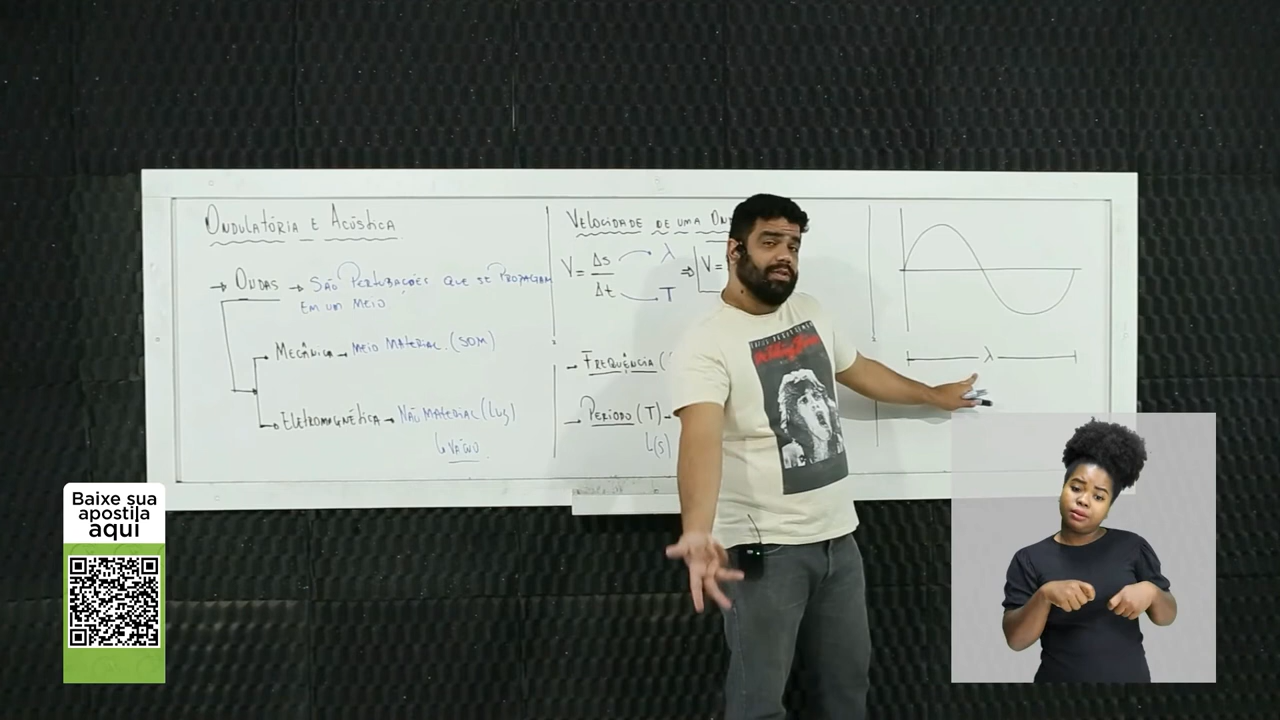 Ondulatória e Acústica
→ Ondas → São Perturbações que se Propagam
em um meio
Mecânica → Meio Material. (Som)
Eletromagnética → Não Material (Luz)
↳ Vácuo
Velocidade de uma
V = Δs / Δt
λ
T
⇒ V =
→ Frequência (
→ Período (T) →
↳ (s)
λ
Baixe sua
apostila
aqui